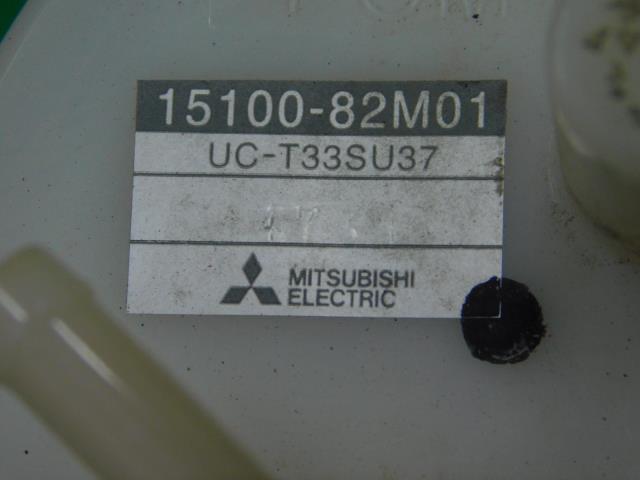 15100-82M01
UC-T33SU37
MITSUBISHI
ELECTRIC